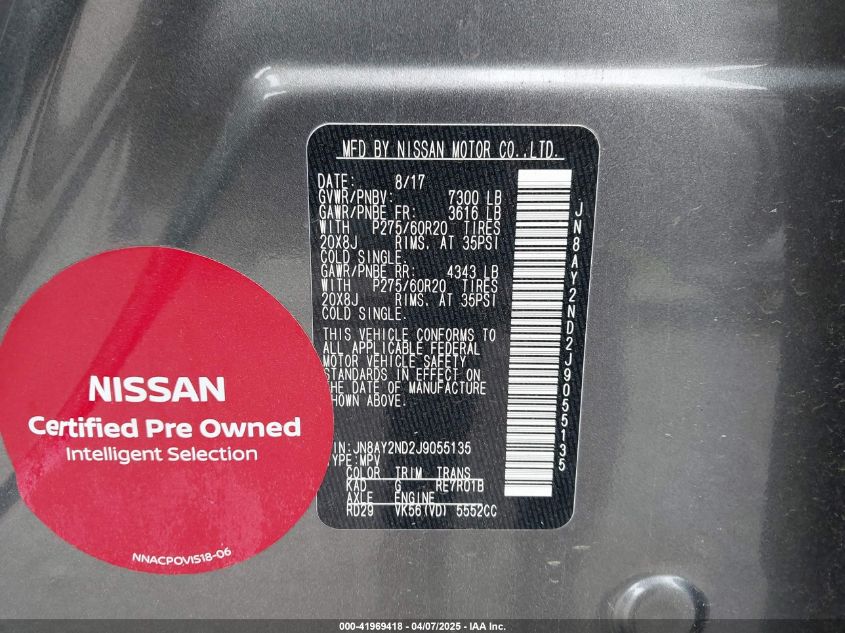 MFD BY NISSAN MOTOR CO.,LTD.
DATE: 8/17
GVWR/PNBV: 7300 LB
GAWR/PNBE FR: 3616 LB
WITH P275/60R20 TIRES
20X8J RIMS. AT 35PSI
COLD SINGLE.
GAWR/PNBE RR: 4343 LB
WITH P275/60R20 TIRES
20X8J RIMS. AT 35PSI
COLD SINGLE.
THIS VEHICLE CONFORMS TO
ALL APPLICABLE FEDERAL
MOTOR VEHICLE SAFETY
STANDARDS IN EFFECT ON
THE DATE OF MANUFACTURE
SHOWN ABOVE.
IN: JN8AY2ND2J9055135
TYPE: MPV
COLOR TRIM TRANS
KAD G RE7R01B
AXLE ENGINE
RD29 VK56(VD) 5552CC
JN8AY2ND2J9055135
NISSAN
Certified Pre Owned
Intelligent Selection
NNACPOVIS18-06
000-41969418 - 04/07/2025 - IAA Inc.